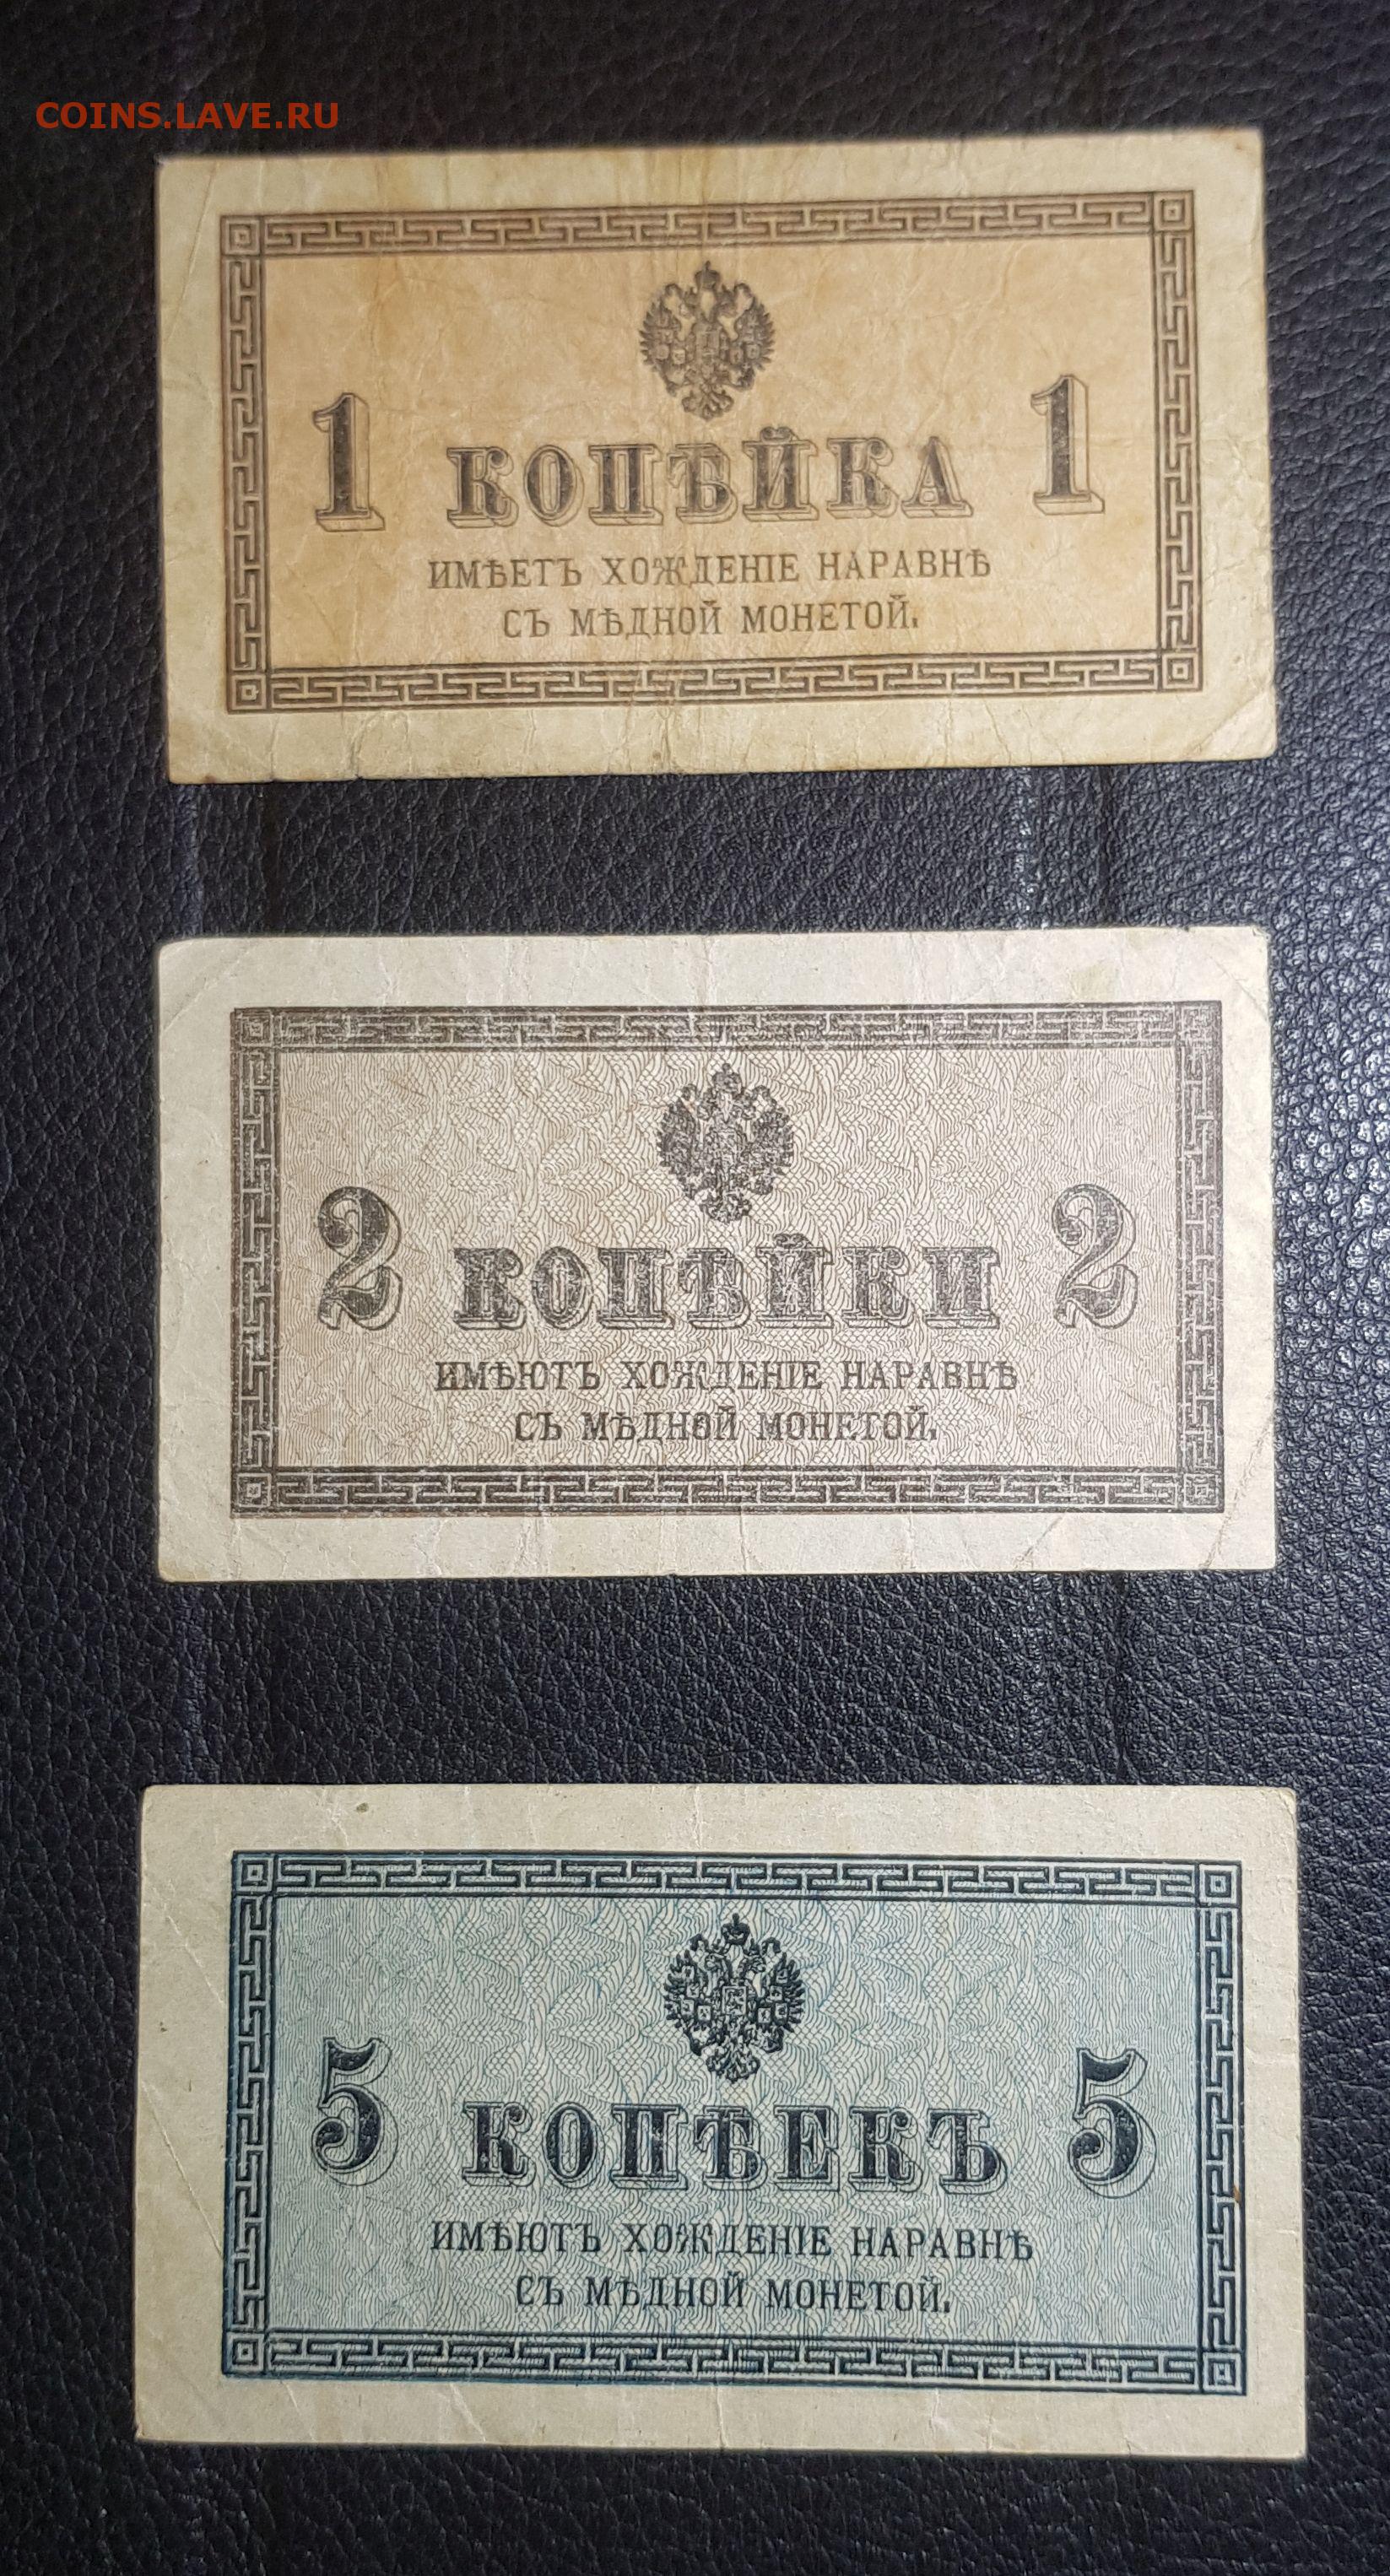 COINS.LAVE.RU
1 КОПѢЙКА 1
ИМѢЕТЪ ХОЖДЕНІЕ НАРАВНѢ
СЪ МѢДНОЙ МОНЕТОЙ.
2 КОПѢЙКИ 2
ИМѢЮТЪ ХОЖДЕНІЕ НАРАВНѢ
СЪ МѢДНОЙ МОНЕТОЙ.
5 КОПѢЕКЪ 5
ИМѢЮТЪ ХОЖДЕНІЕ НАРАВНѢ
СЪ МѢДНОЙ МОНЕТОЙ.